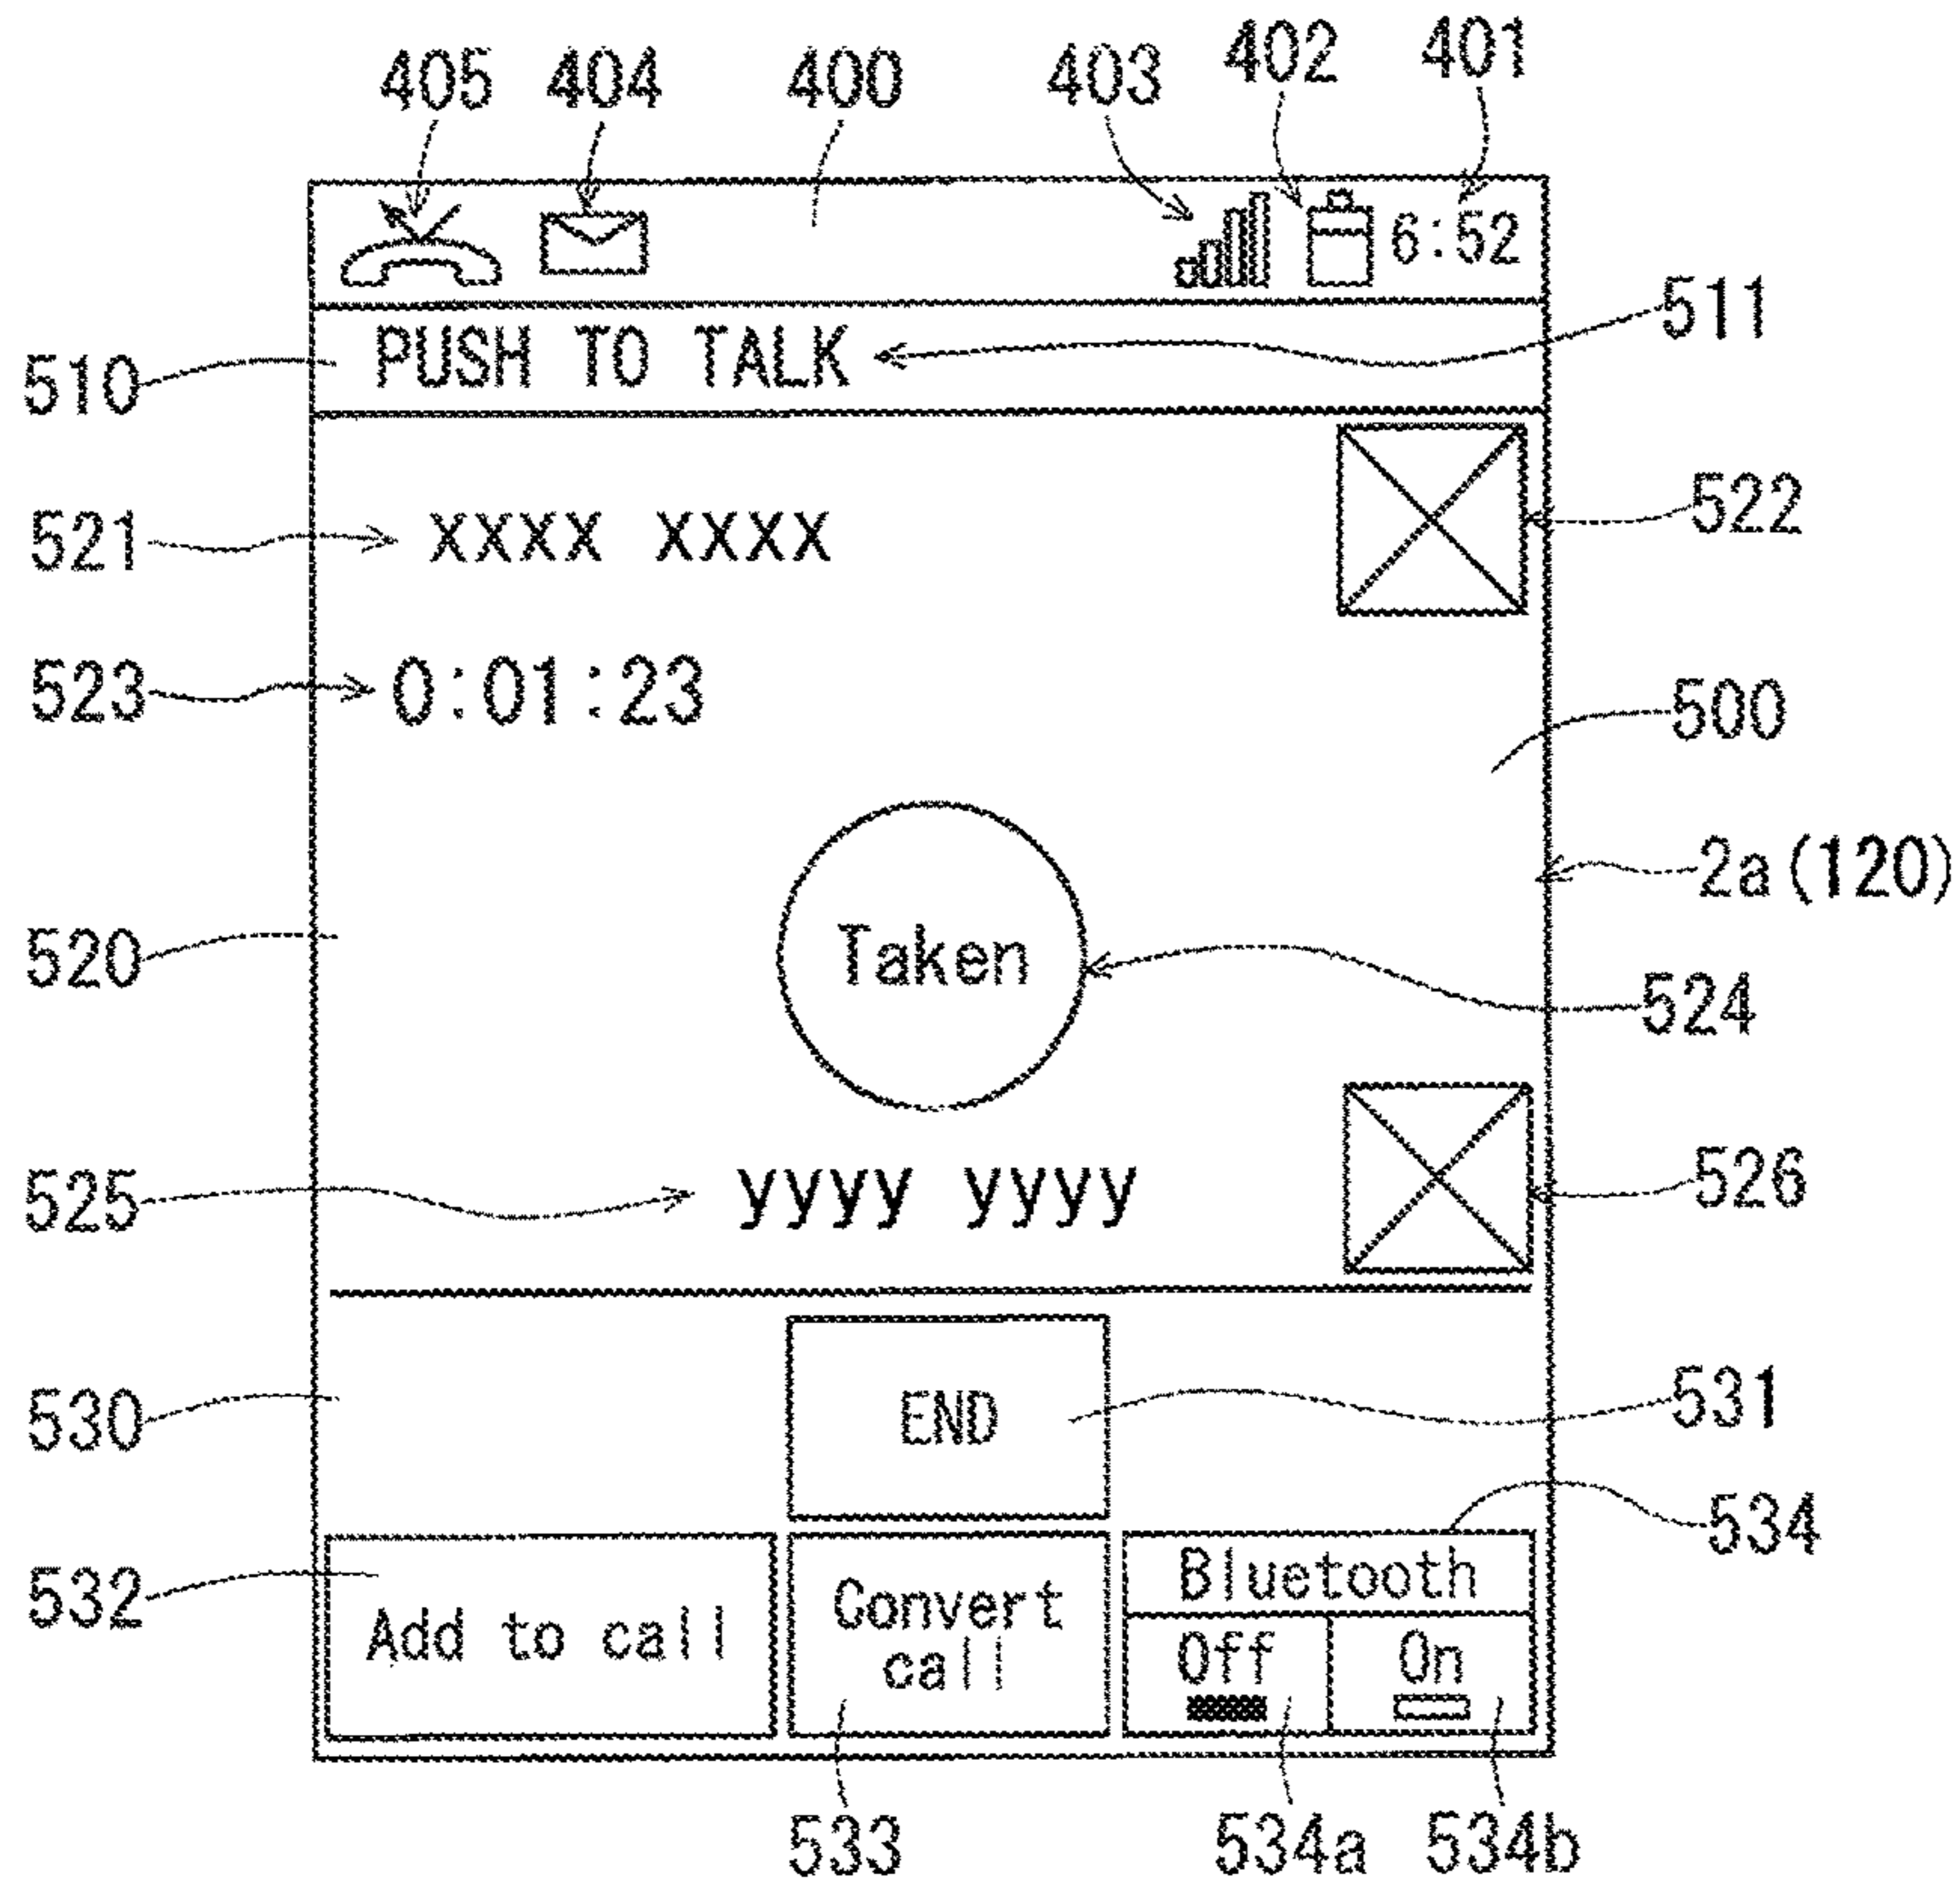 405 404 400 403 402 401
6:52
511
510 PUSH TO TALK
521 XXXX XXXX 522
523 0:01:23
500
2a(120)
520 Taken
524
525 yyyy yyyy 526
530 END 531
534
532 Add to call
Convert
call
Bluetooth
Off On
533 534a 534b